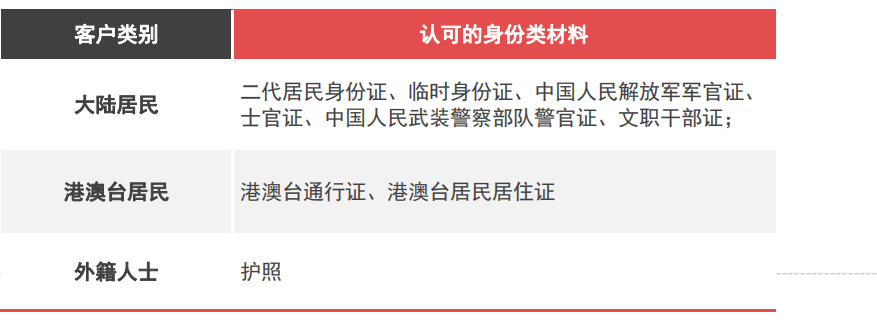 客户类别 认可的身份类材料
大陆居民 二代居民身份证、临时身份证、中国人民解放军军官证、
士官证、中国人民武装警察部队警官证、文职干部证；
港澳台居民 港澳台通行证、港澳台居民居住证
外籍人士 护照